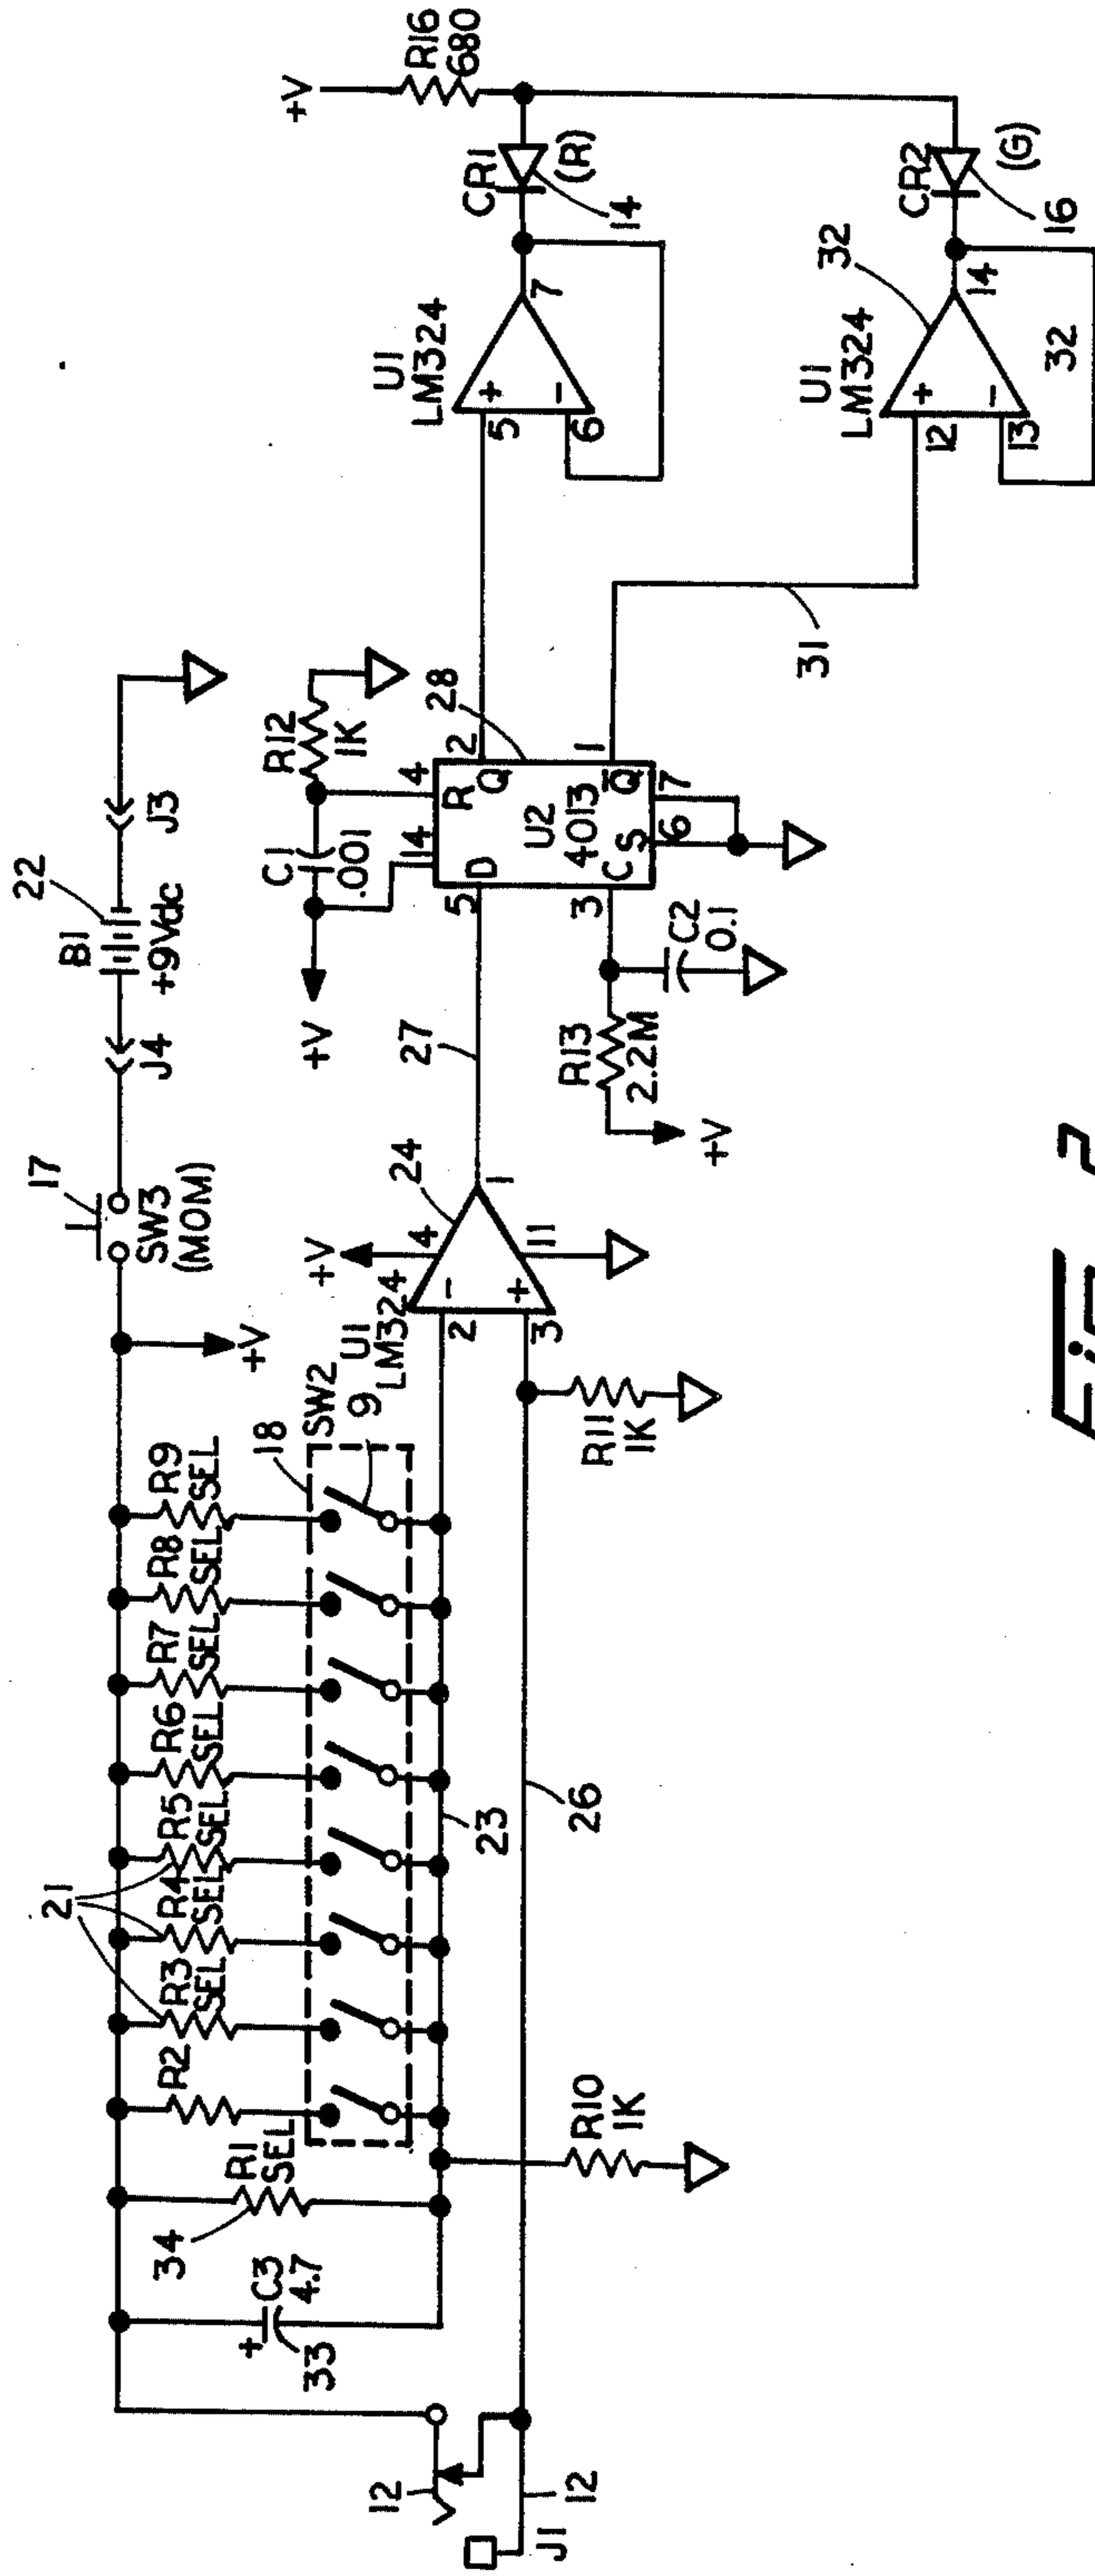 22
B1
+9Vdc
J4
J3
17
SW3
(MOM)
+V
21
R1
SEL
R2
R3
SEL
R4
SEL
R5
SEL
R6
SEL
R7
SEL
R8
SEL
R9
SEL
34
+
C3
4.7
33
18
SW2
9
23
26
12
12
J1
R10
1K
R11
1K
U1
LM324
+V
4
24
2
-
3
+
11
1
27
+V
C1
.001
R12
1K
14
4
5
D
R
2
Q
28
U2
4013
3
C
S
Q̅
1
6
7
R13
2.2M
+V
C2
0.1
31
U1
LM324
5
+
6
-
7
CR1
(R)
14
+V
R16
680
U1
LM324
32
12
+
13
-
14
32
CR2
(G)
16
Fig. 2